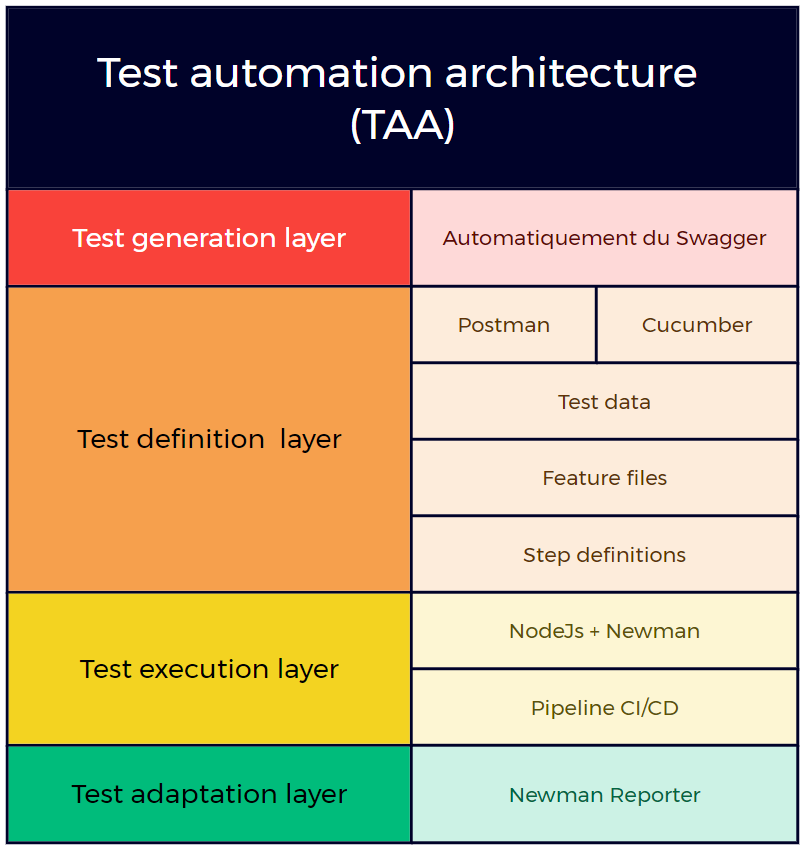 Test automation architecture
(TAA)
Test generation layer
Automatiquement du Swagger
Test definition layer
Postman
Cucumber
Test data
Feature files
Step definitions
Test execution layer
NodeJs + Newman
Pipeline CI/CD
Test adaptation layer
Newman Reporter